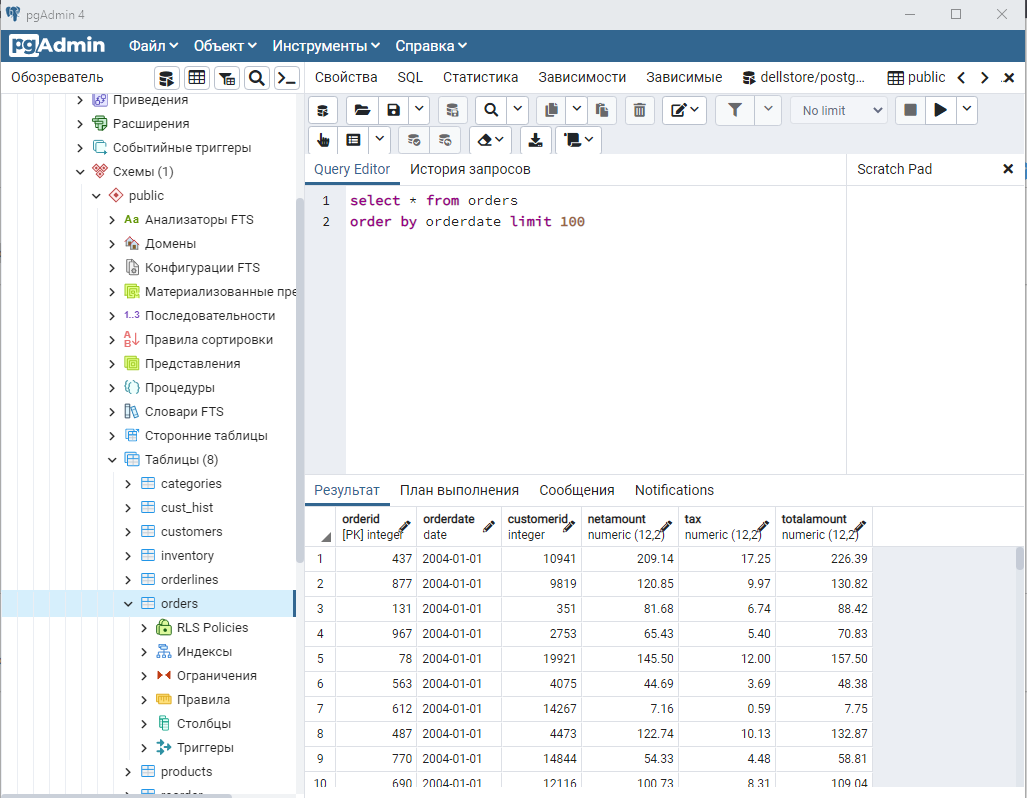 pgAdmin 4
pgAdmin Файл Объект Инструменты Справка
Обозреватель
Свойства SQL Статистика Зависимости Зависимые dellstore/postg... public
Приведения
Расширения
Событийные триггеры
Схемы (1)
public
Aa Анализаторы FTS
Домены
Конфигурации FTS
Материализованные пре
1..3 Последовательности
Правила сортировки
Представления
Процедуры
Словари FTS
Сторонние таблицы
Таблицы (8)
categories
cust_hist
customers
inventory
orderlines
orders
RLS Policies
Индексы
Ограничения
Правила
Столбцы
Триггеры
products
No limit
Query Editor История запросов Scratch Pad
1 select * from orders
2 order by orderdate limit 100
Результат План выполнения Сообщения Notifications
orderid orderdate customerid netamount tax totalamount
[PK] integer date integer numeric (12,2) numeric (12,2) numeric (12,2)
1 437 2004-01-01 10941 209.14 17.25 226.39
2 877 2004-01-01 9819 120.85 9.97 130.82
3 131 2004-01-01 351 81.68 6.74 88.42
4 967 2004-01-01 2753 65.43 5.40 70.83
5 78 2004-01-01 19921 145.50 12.00 157.50
6 563 2004-01-01 4075 44.69 3.69 48.38
7 612 2004-01-01 14267 7.16 0.59 7.75
8 487 2004-01-01 4473 122.74 10.13 132.87
9 770 2004-01-01 14844 54.33 4.48 58.81
10 690 2004-01-01 12116 100.73 8.31 109.04